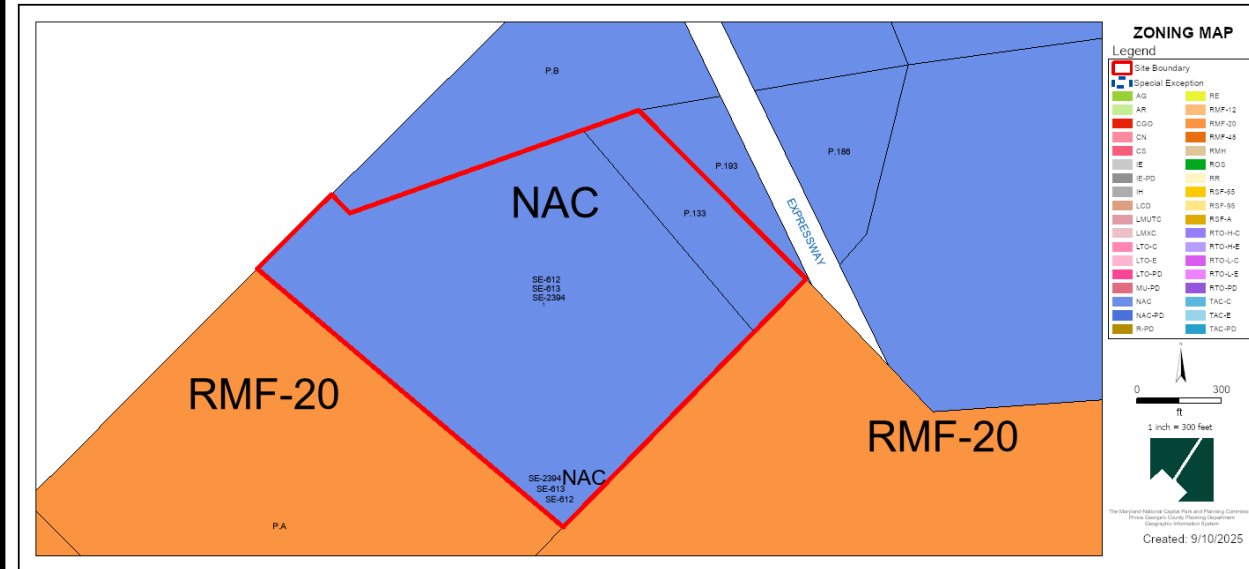 P.B
NAC
P.193
P.186
P.133
EXPRESSWAY
SE-612
SE-613
SE-2394
1
RMF-20
RMF-20
SE-2394
NAC
SE-613
SE-612
P.A
ZONING MAP
Legend
Site Boundary
Special Exception
AG
AR
CGO
CN
CS
IE
IE-PD
IH
LCD
LMUTC
LMXC
LTO-C
LTO-E
LTO-PD
MU-PD
NAC
NAC-PD
R-PD
RE
RMF-12
RMF-20
RMF-48
RMH
ROS
RR
RSF-65
RSF-95
RSF-A
RTO-H-C
RTO-H-E
RTO-L-C
RTO-L-E
RTO-PD
TAC-C
TAC-E
TAC-PD
N
0 300
ft
1 inch = 300 feet
The Maryland-National Capital Park and Planning Commiss
Prince George's County Planning Department
Geographic Information System
Created: 9/10/2025